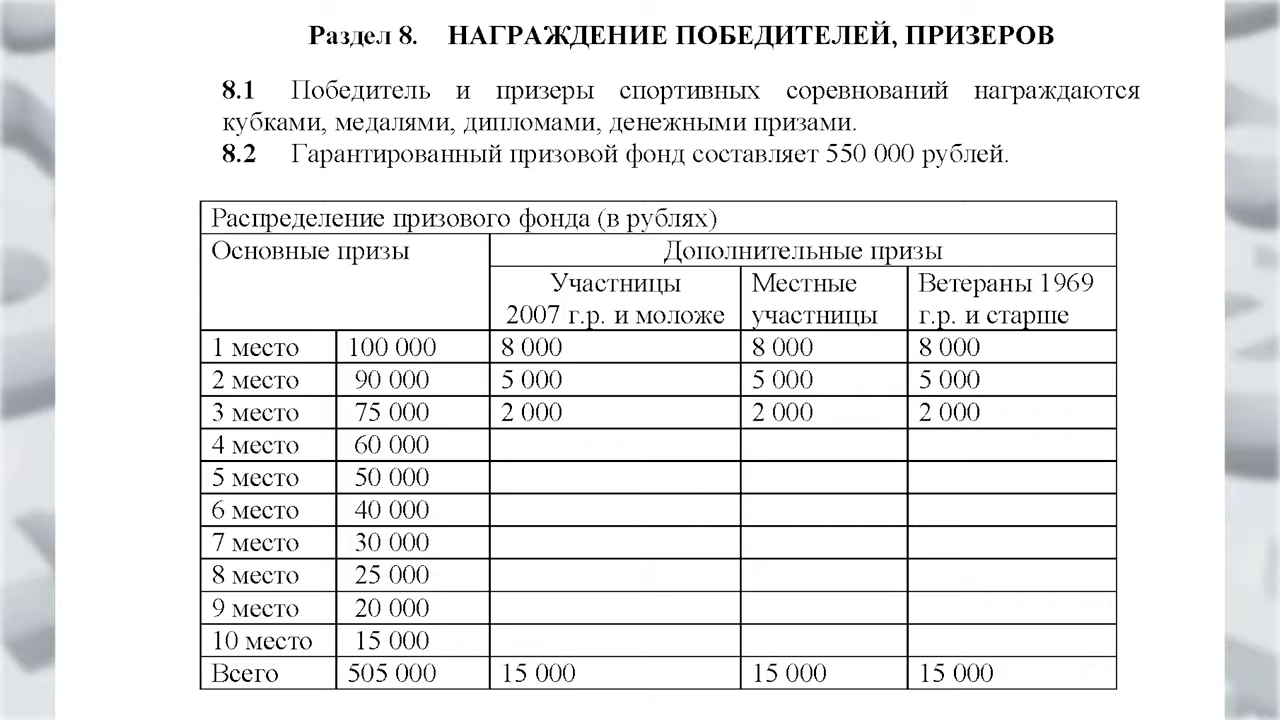 Раздел 8. НАГРАЖДЕНИЕ ПОБЕДИТЕЛЕЙ, ПРИЗЕРОВ
8.1 Победитель и призеры спортивных соревнований награждаются
кубками, медалями, дипломами, денежными призами.
8.2 Гарантированный призовой фонд составляет 550 000 рублей.
Распределение призового фонда (в рублях)
Основные призы Дополнительные призы
Участницы Местные Ветераны 1969
2007 г.р. и моложе участницы г.р. и старше
1 место 100 000 8 000 8 000 8 000
2 место 90 000 5 000 5 000 5 000
3 место 75 000 2 000 2 000 2 000
4 место 60 000
5 место 50 000
6 место 40 000
7 место 30 000
8 место 25 000
9 место 20 000
10 место 15 000
Всего 505 000 15 000 15 000 15 000